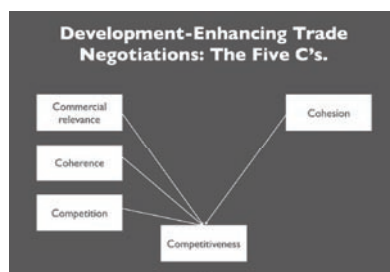 Development-Enhancing Trade
Negotiations: The Five C's.
Commercial
relevance
Cohesion
Coherence
Competition
Competitiveness